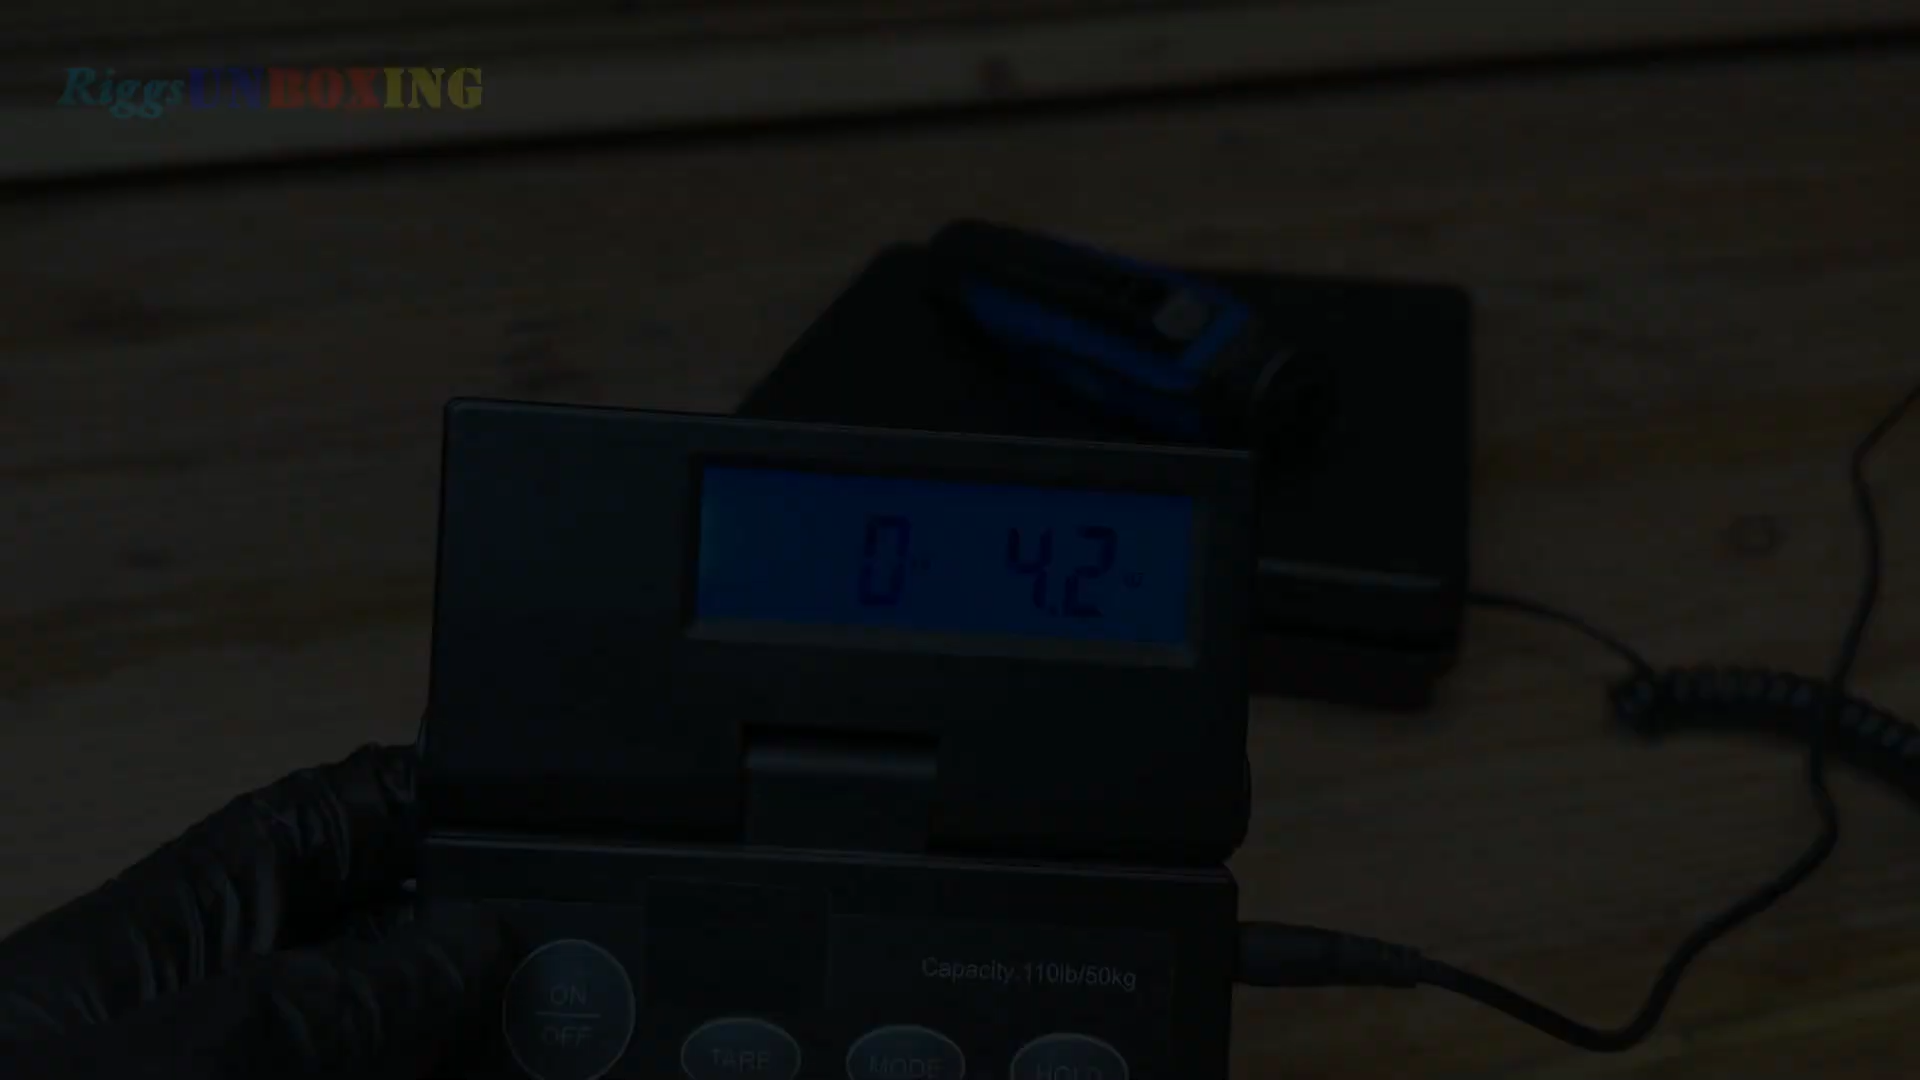 RiggsUNBOXING
0 4.2
Capacity.110lb/50kg
ON
OFF
TARE
MODE
HOLD